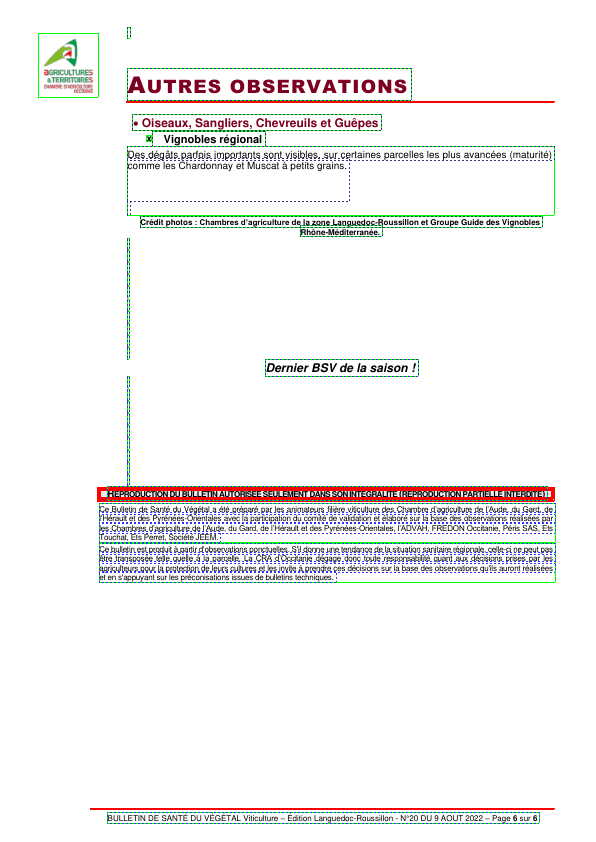 AGRICULTURES
& TERRITOIRES
CHAMBRE D'AGRICULTURE
OCCITANIE
AUTRES OBSERVATIONS
• Oiseaux, Sangliers, Chevreuils et Guêpes
Vignobles régional
Des dégâts parfois importants sont visibles, sur certaines parcelles les plus avancées (maturité)
comme les Chardonnay et Muscat à petits grains.
Crédit photos : Chambres d'agriculture de la zone Languedoc-Roussillon et Groupe Guide des Vignobles
Rhône-Méditerranée.
Dernier BSV de la saison !
REPRODUCTION DU BULLETIN AUTORISÉE SEULEMENT DANS SON INTÉGRALITÉ (REPRODUCTION PARTIELLE INTERDITE)
Ce Bulletin de Santé du Végétal a été préparé par les animateurs filière viticulture des Chambre d'agriculture de l'Aude, du Gard, de
l'Hérault et des Pyrénées-Orientales avec la participation du comité de validation et élaboré sur la base des observations réalisées par
les Chambres d'agriculture de l'Aude, du Gard, de l'Hérault et des Pyrénées-Orientales, l'ADVAH, FREDON Occitanie, Péris SAS, Ets
Touchat, Ets Perret, Société JEEM.
Ce bulletin est produit à partir d'observations ponctuelles. S'il donne une tendance de la situation sanitaire régionale, celle-ci ne peut pas
être transposée telle quelle à la parcelle. La CRA d'Occitanie dégage donc toute responsabilité quant aux décisions prises par les
agriculteurs pour la protection de leurs cultures et les invite à prendre ces décisions sur la base des observations qu'ils auront réalisées
et en s'appuyant sur les préconisations issues de bulletins techniques.
BULLETIN DE SANTÉ DU VÉGÉTAL Viticulture – Édition Languedoc-Roussillon - N°20 DU 9 AOUT 2022 – Page 6 sur 6